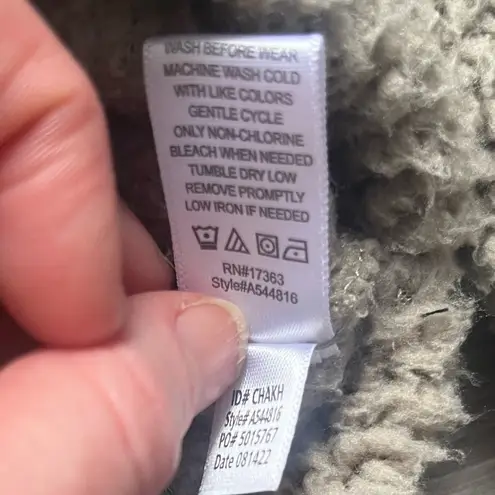 WASH BEFORE WEAR
MACHINE WASH COLD
WITH LIKE COLORS
GENTLE CYCLE
ONLY NON-CHLORINE
BLEACH WHEN NEEDED
TUMBLE DRY LOW
REMOVE PROMPTLY
LOW IRON IF NEEDED
RN#17363
Style#A544816
ID# CHAKH
Style# A544816
PO# 5015767
Date 081422